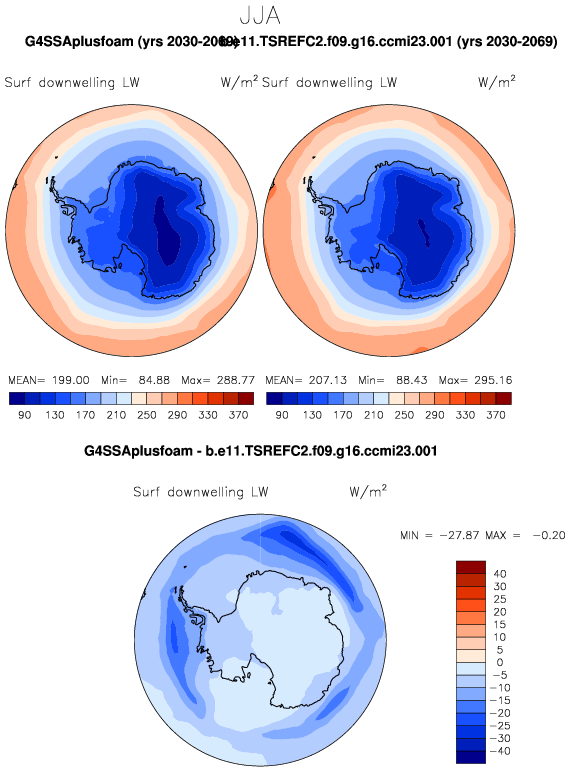 JJA
G4SSAplusfoam (yrs 2030-2069) b.e11.TSREFC2.f09.g16.ccmi23.001 (yrs 2030-2069)
Surf downwelling LW W/m² Surf downwelling LW W/m²
MEAN= 199.00 Min= 84.88 Max= 288.77 MEAN= 207.13 Min= 88.43 Max= 295.16
90 130 170 210 250 290 330 370 90 130 170 210 250 290 330 370
G4SSAplusfoam - b.e11.TSREFC2.f09.g16.ccmi23.001
Surf downwelling LW W/m²
MIN = -27.87 MAX = -0.20
40
30
25
20
15
10
5
0
-5
-10
-15
-20
-25
-30
-40